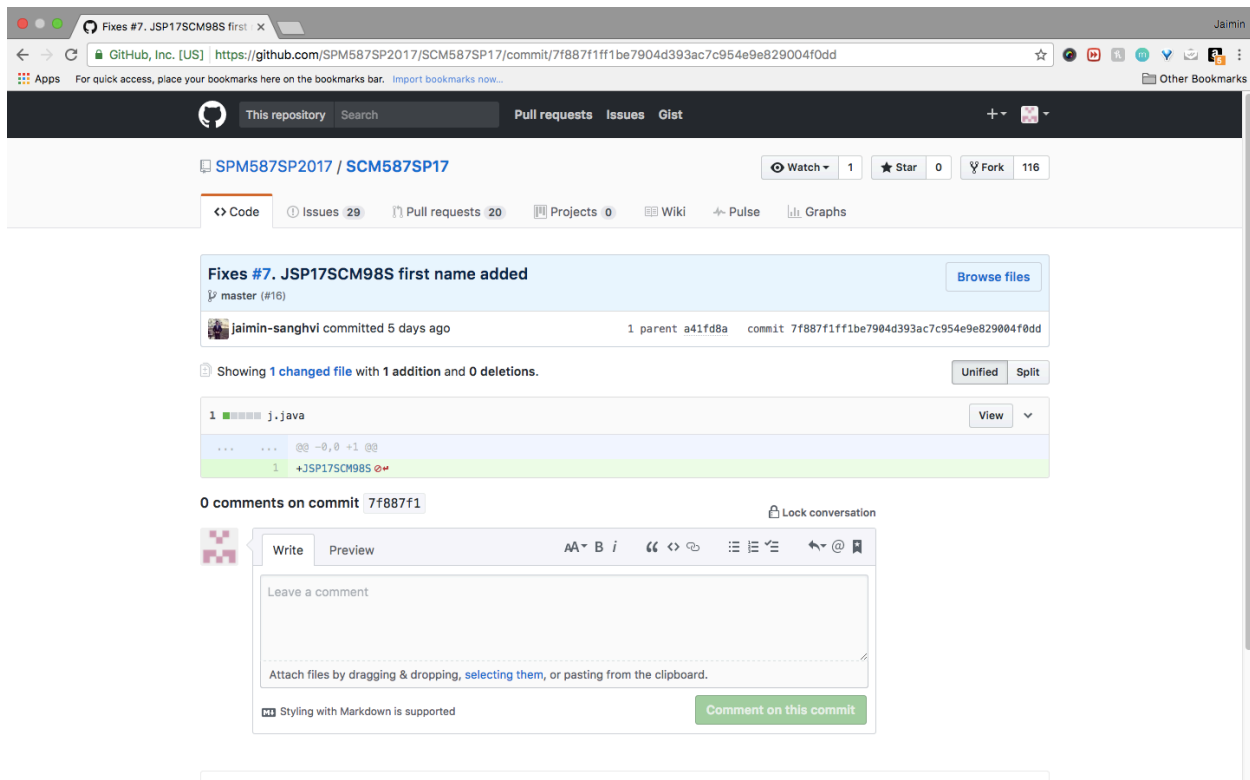 Fixes #7. JSP17SCM98S first
Jaimin
GitHub, Inc. [US] https://github.com/SPM587SP2017/SCM587SP17/commit/7f887f1ff1be7904d393ac7c954e9e829004f0dd
Apps For quick access, place your bookmarks here on the bookmarks bar. Import bookmarks now... Other Bookmarks
This repository Search Pull requests Issues Gist
SPM587SP2017 / SCM587SP17 Watch 1 Star 0 Fork 116
Code Issues 29 Pull requests 20 Projects 0 Wiki Pulse Graphs
Fixes #7. JSP17SCM98S first name added Browse files
master (#16)
jaimin-sanghvi committed 5 days ago 1 parent a41fd8a commit 7f887f1ff1be7904d393ac7c954e9e829004f0dd
Showing 1 changed file with 1 addition and 0 deletions. Unified Split
1 j.java View
... ... @@ -0,0 +1 @@
1 +JSP17SCM98S
0 comments on commit 7f887f1 Lock conversation
Write Preview AA B i “ <> @
Leave a comment
Attach files by dragging & dropping, selecting them, or pasting from the clipboard.
Styling with Markdown is supported Comment on this commit